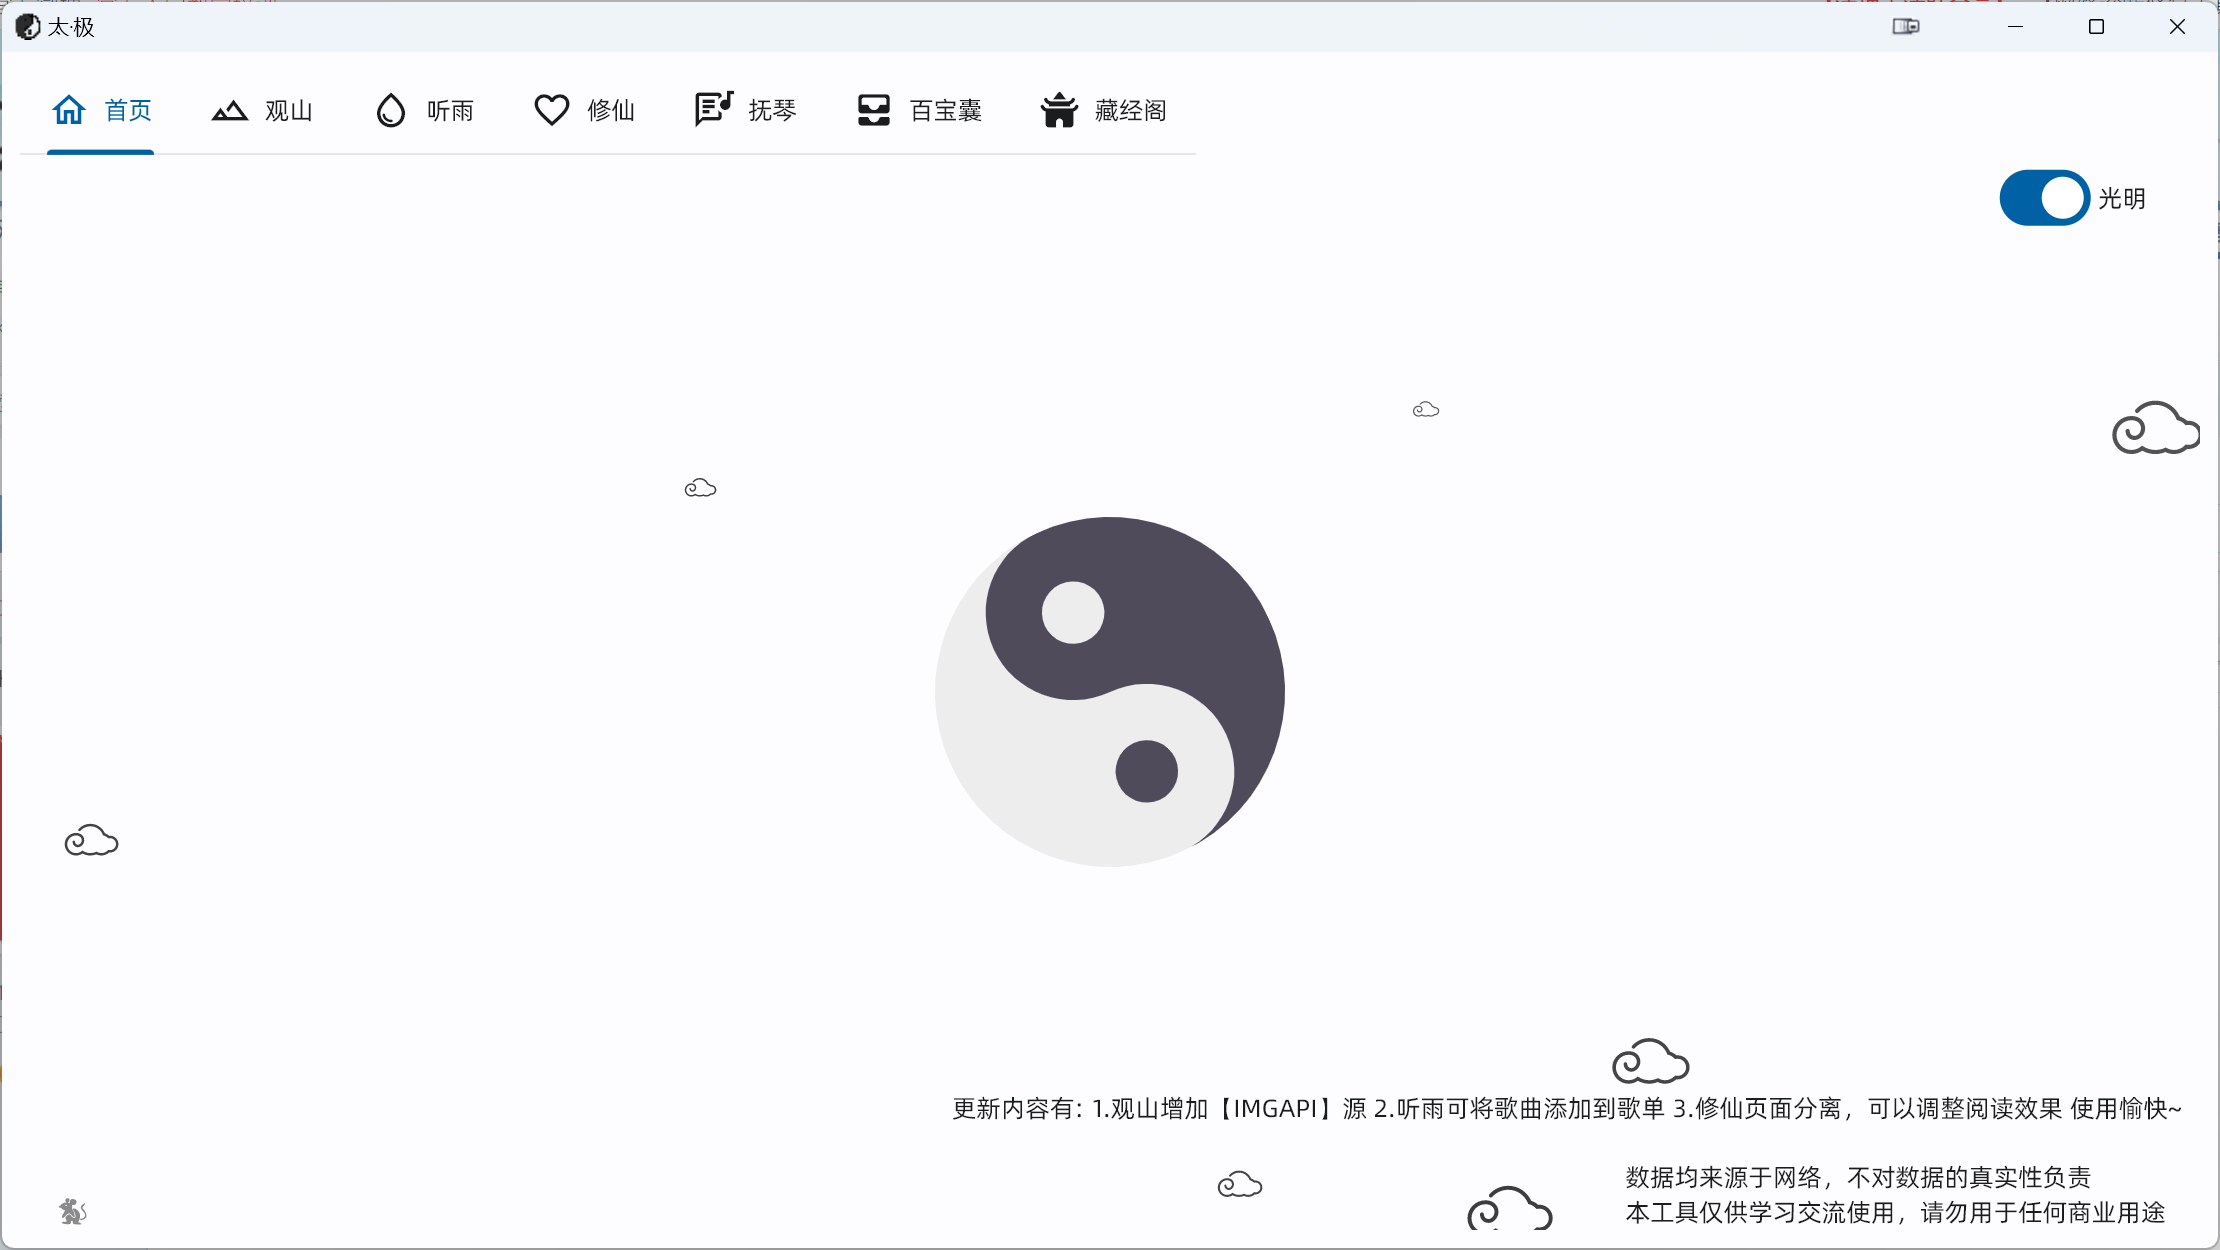 太·极
首页 观山 听雨 修仙 抚琴 百宝囊 藏经阁
光明
更新内容有: 1.观山增加【IMGAPI】源 2.听雨可将歌曲添加到歌单 3.修仙页面分离，可以调整阅读效果 使用愉快~
数据均来源于网络，不对数据的真实性负责
本工具仅供学习交流使用，请勿用于任何商业用途